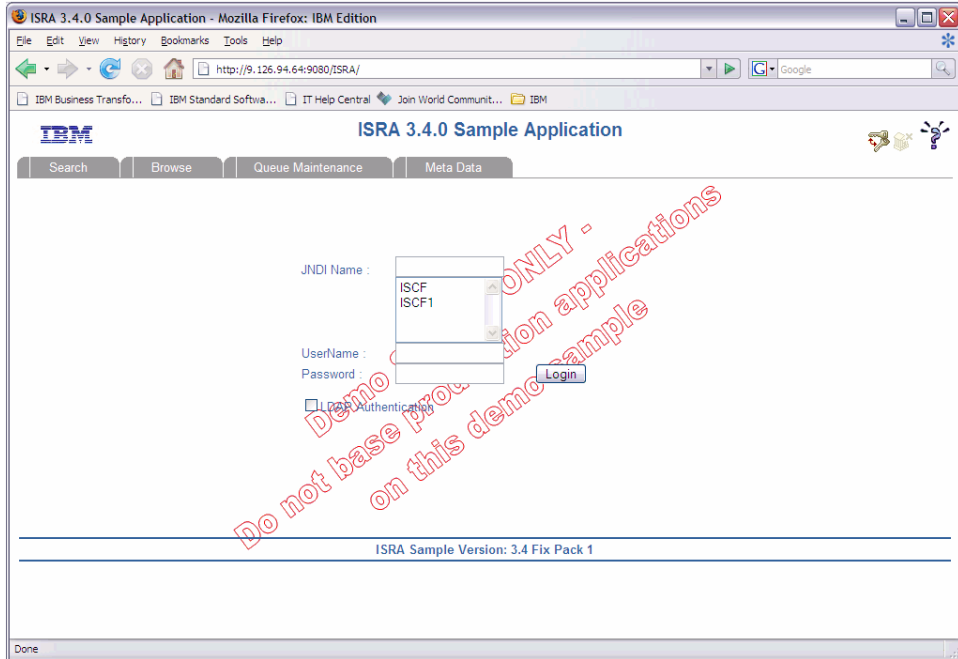 ISRA 3.4.0 Sample Application - Mozilla Firefox: IBM Edition
File Edit View History Bookmarks Tools Help
http://9.126.94.64:9080/ISRA/
G Google
IBM Business Transfo... IBM Standard Softwa... IT Help Central Join World Communit... IBM
IBM
ISRA 3.4.0 Sample Application
Search Browse Queue Maintenance Meta Data
JNDI Name :
ISCF
ISCF1
UserName :
Password :
Login
LDAP Authentication
Demo ONLY -
Do not base production applications
on this demo sample
ISRA Sample Version: 3.4 Fix Pack 1
Done